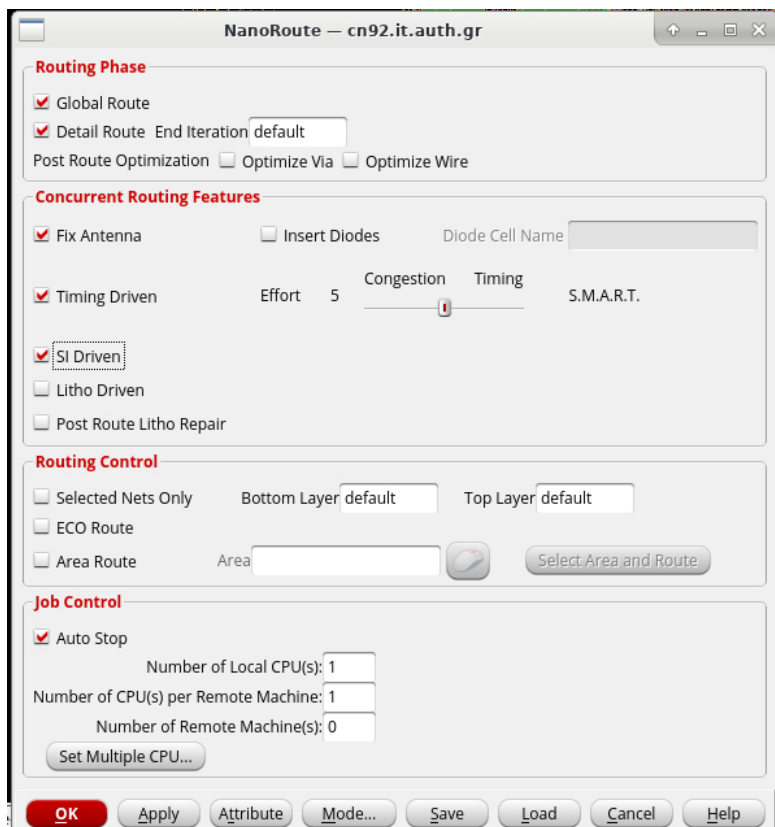 NanoRoute — cn92.it.auth.gr
Routing Phase
Global Route
Detail Route End Iteration default
Post Route Optimization Optimize Via Optimize Wire
Concurrent Routing Features
Fix Antenna Insert Diodes Diode Cell Name
Congestion Timing
Timing Driven Effort 5 S.M.A.R.T.
SI Driven
Litho Driven
Post Route Litho Repair
Routing Control
Selected Nets Only Bottom Layer default Top Layer default
ECO Route
Area Route Area Select Area and Route
Job Control
Auto Stop
Number of Local CPU(s): 1
Number of CPU(s) per Remote Machine: 1
Number of Remote Machine(s): 0
Set Multiple CPU...
OK Apply Attribute Mode... Save Load Cancel Help